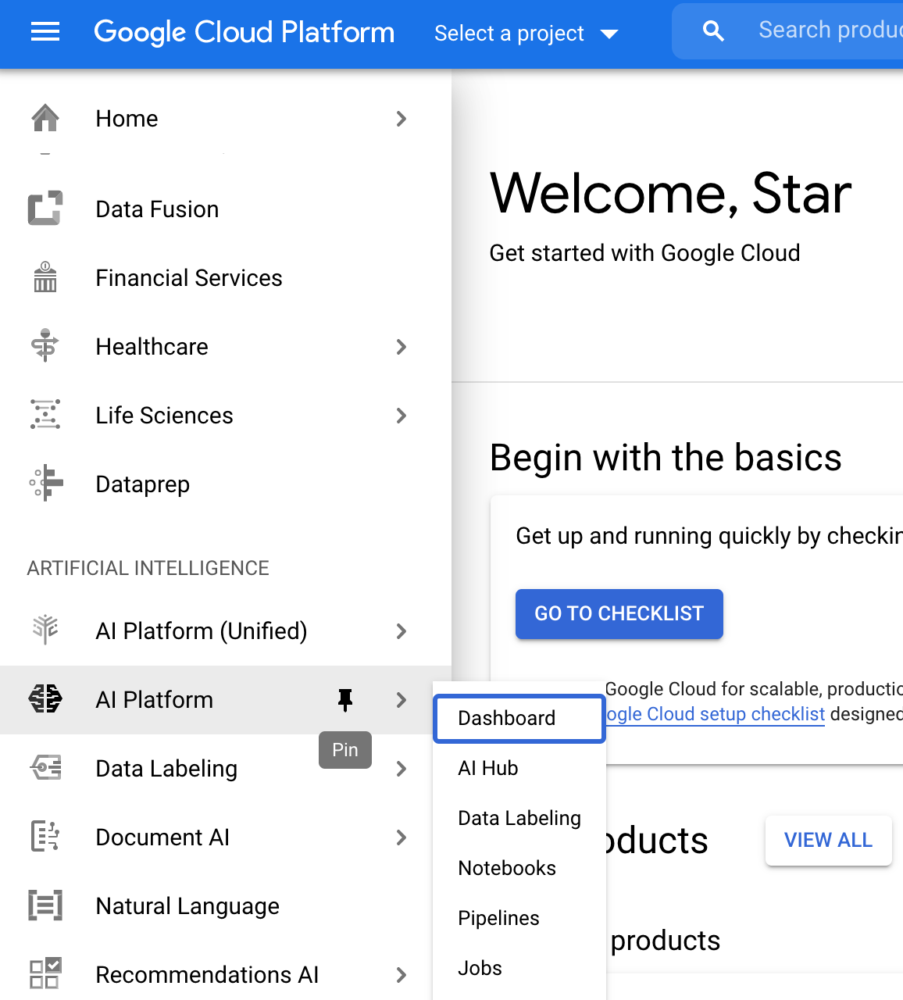 Google Cloud Platform
Select a project
Search produc
Home
Data Fusion
Financial Services
Healthcare
Life Sciences
Dataprep
ARTIFICIAL INTELLIGENCE
AI Platform (Unified)
AI Platform
Pin
Data Labeling
Document AI
Natural Language
Recommendations AI
Dashboard
AI Hub
Data Labeling
Notebooks
Pipelines
Jobs
Welcome, Star
Get started with Google Cloud
Begin with the basics
Get up and running quickly by checkin
GO TO CHECKLIST
Google Cloud for scalable, productio
ogle Cloud setup checklist designed
oducts
VIEW ALL
products